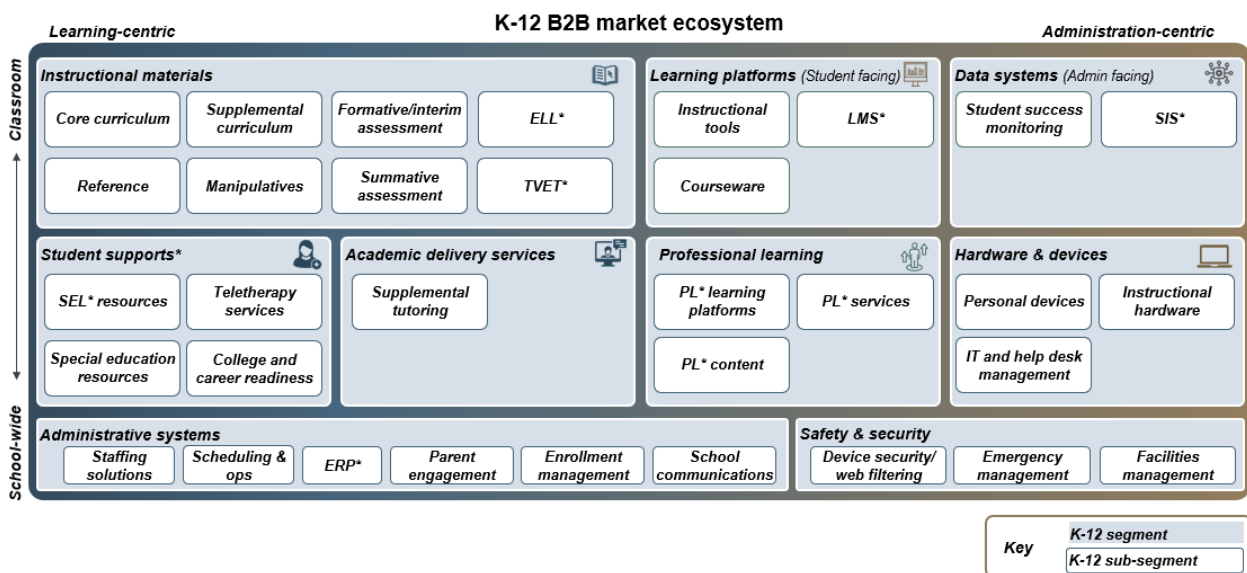 K-12 B2B market ecosystem
Learning-centric
Administration-centric
Classroom
School-wide
Instructional materials
Core curriculum
Supplemental
curriculum
Formative/interim
assessment
ELL*
Reference
Manipulatives
Summative
assessment
TVET*
Learning platforms (Student facing)
Instructional
tools
LMS*
Courseware
Data systems (Admin facing)
Student success
monitoring
SIS*
Student supports*
SEL* resources
Teletherapy
services
Special education
resources
College and
career readiness
Academic delivery services
Supplemental
tutoring
Professional learning
PL* learning
platforms
PL* services
PL* content
Hardware & devices
Personal devices
Instructional
hardware
IT and help desk
management
Administrative systems
Staffing
solutions
Scheduling &
ops
ERP*
Parent
engagement
Enrollment
management
School
communications
Safety & security
Device security/
web filtering
Emergency
management
Facilities
management
Key
K-12 segment
K-12 sub-segment